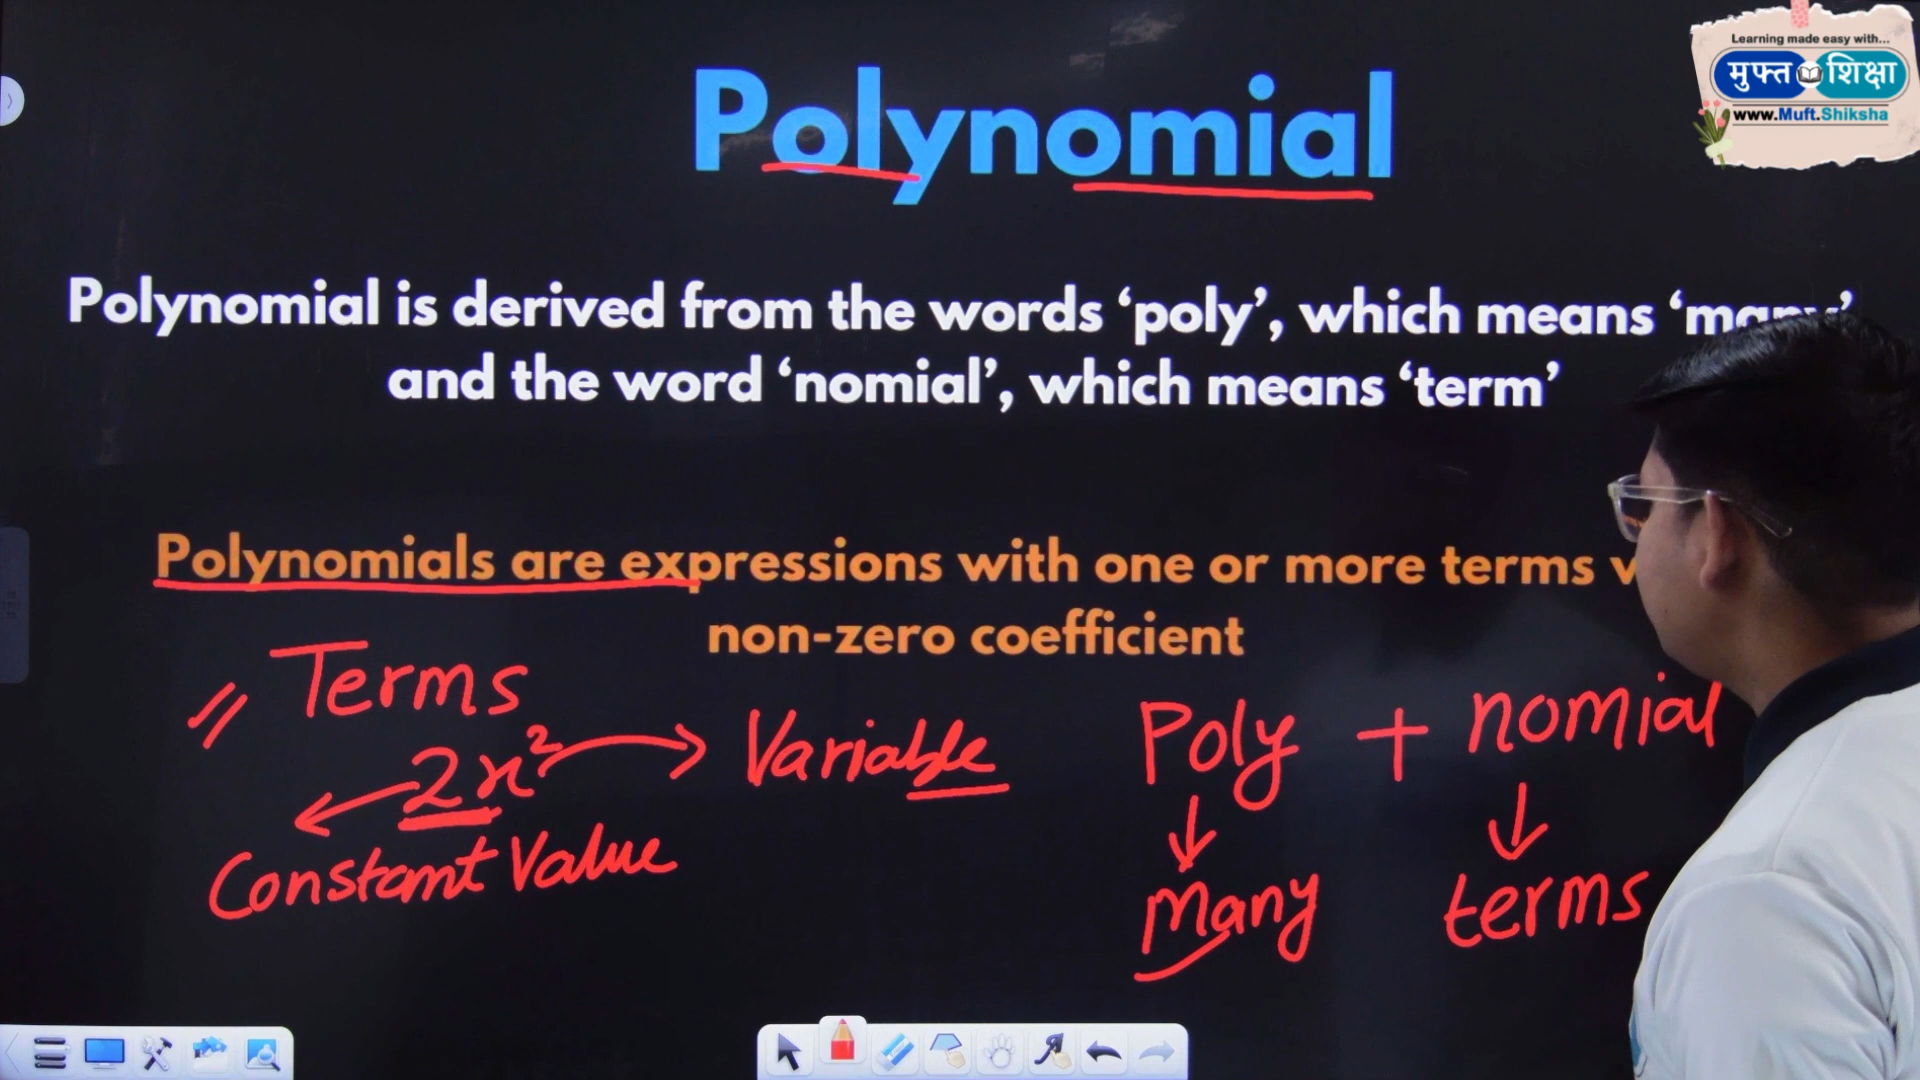 Learning made easy with...
मुफ्त शिक्षा
www.Muft.Shiksha
Polynomial
Polynomial is derived from the words ‘poly’, which means ‘many’
and the word ‘nomial’, which means ‘term’
Polynomials are expressions with one or more terms
non-zero coefficient
Terms
2x² → Variable
Constant Value
Poly + nomial
Many terms